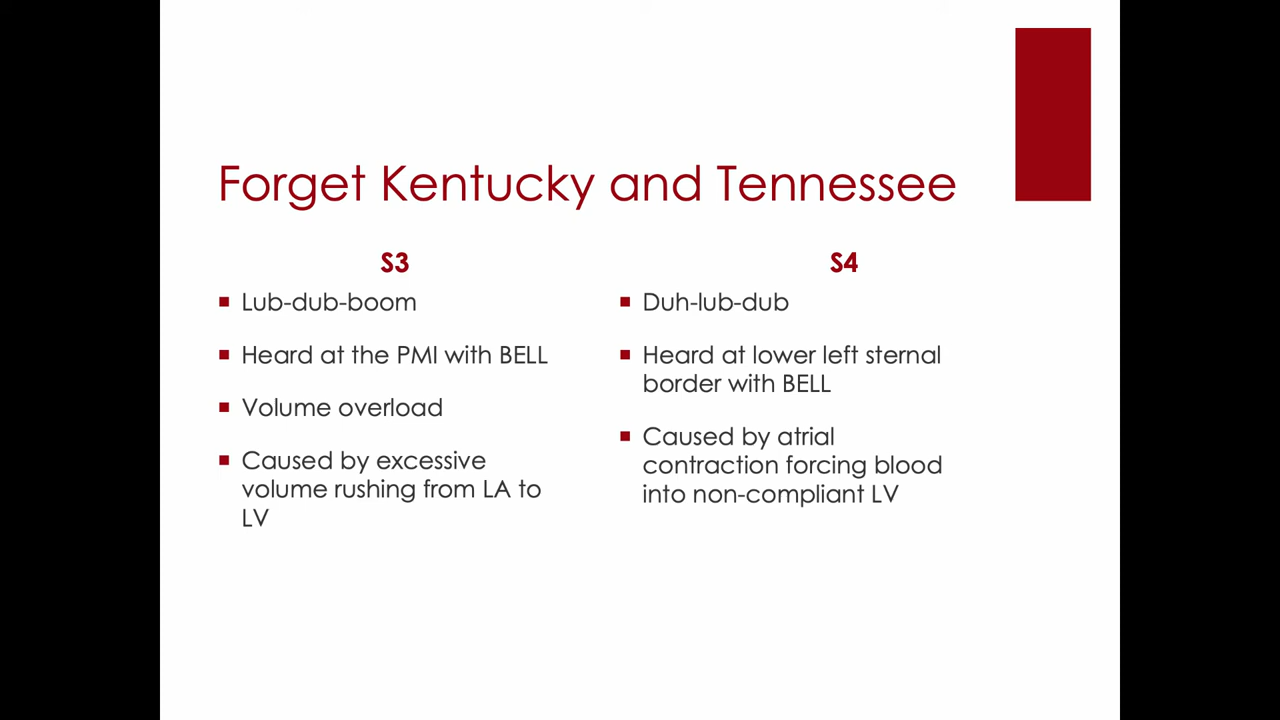 Forget Kentucky and Tennessee
S3
Lub-dub-boom
Heard at the PMI with BELL
Volume overload
Caused by excessive
volume rushing from LA to
LV
S4
Duh-lub-dub
Heard at lower left sternal
border with BELL
Caused by atrial
contraction forcing blood
into non-compliant LV